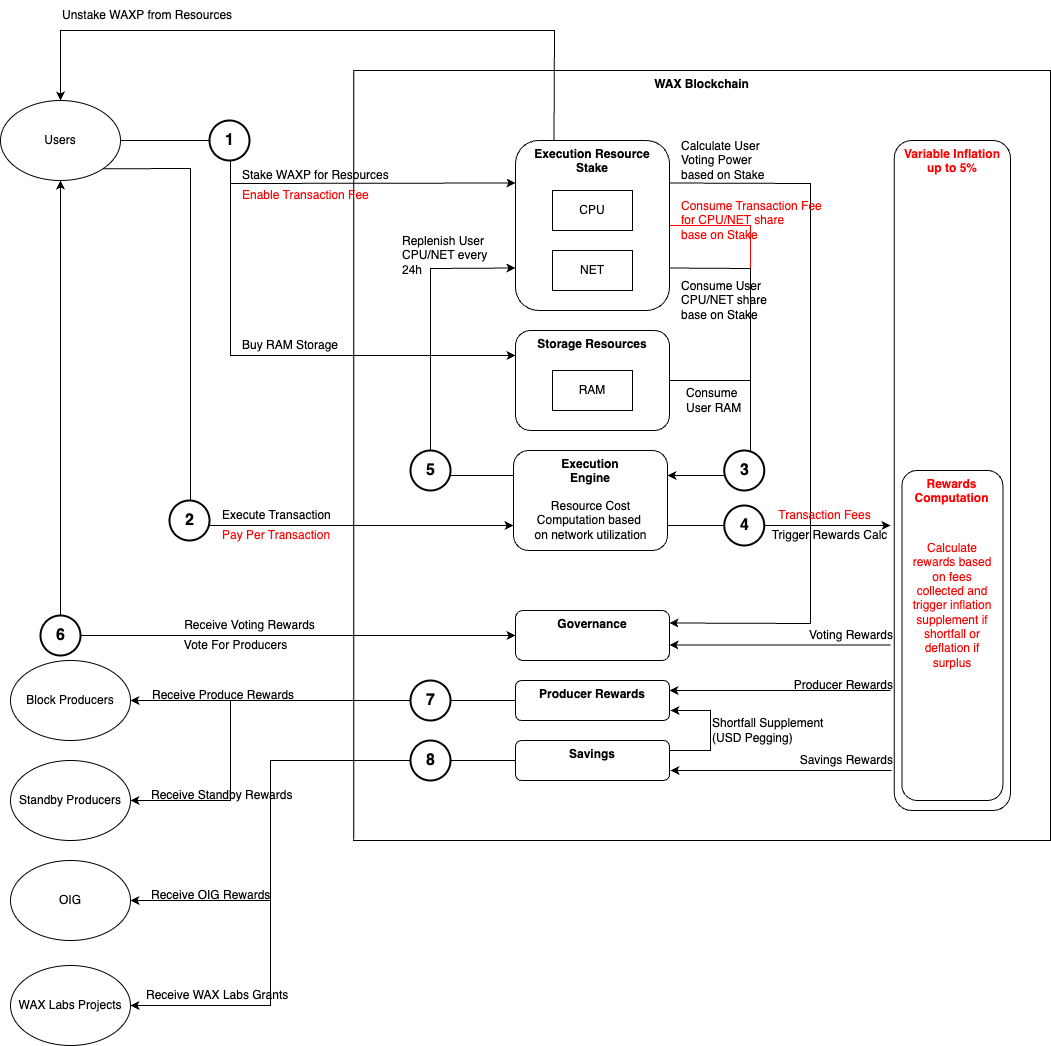 Unstake WAXP from Resources
WAX Blockchain
Users
1
Stake WAXP for Resources
Enable Transaction Fee
Execution Resource
Stake
CPU
NET
Calculate User
Voting Power
based on Stake
Consume Transaction Fee
for CPU/NET share
base on Stake
Consume User
CPU/NET share
base on Stake
Variable Inflation
up to 5%
Replenish User
CPU/NET every
24h
Buy RAM Storage
Storage Resources
RAM
Consume
User RAM
5
Execution
Engine
Resource Cost
Computation based
on network utilization
3
2
Execute Transaction
Pay Per Transaction
4
Transaction Fees
Trigger Rewards Calc
Rewards
Computation
Calculate
rewards based
on fees
collected and
trigger inflation
supplement if
shortfall or
deflation if
surplus
6
Receive Voting Rewards
Vote For Producers
Governance
Voting Rewards
Block Producers
Receive Produce Rewards
7
Producer Rewards
Producer Rewards
Shortfall Supplement
(USD Pegging)
8
Savings
Savings Rewards
Standby Producers
Receive Standby Rewards
OIG
Receive OIG Rewards
WAX Labs Projects
Receive WAX Labs Grants